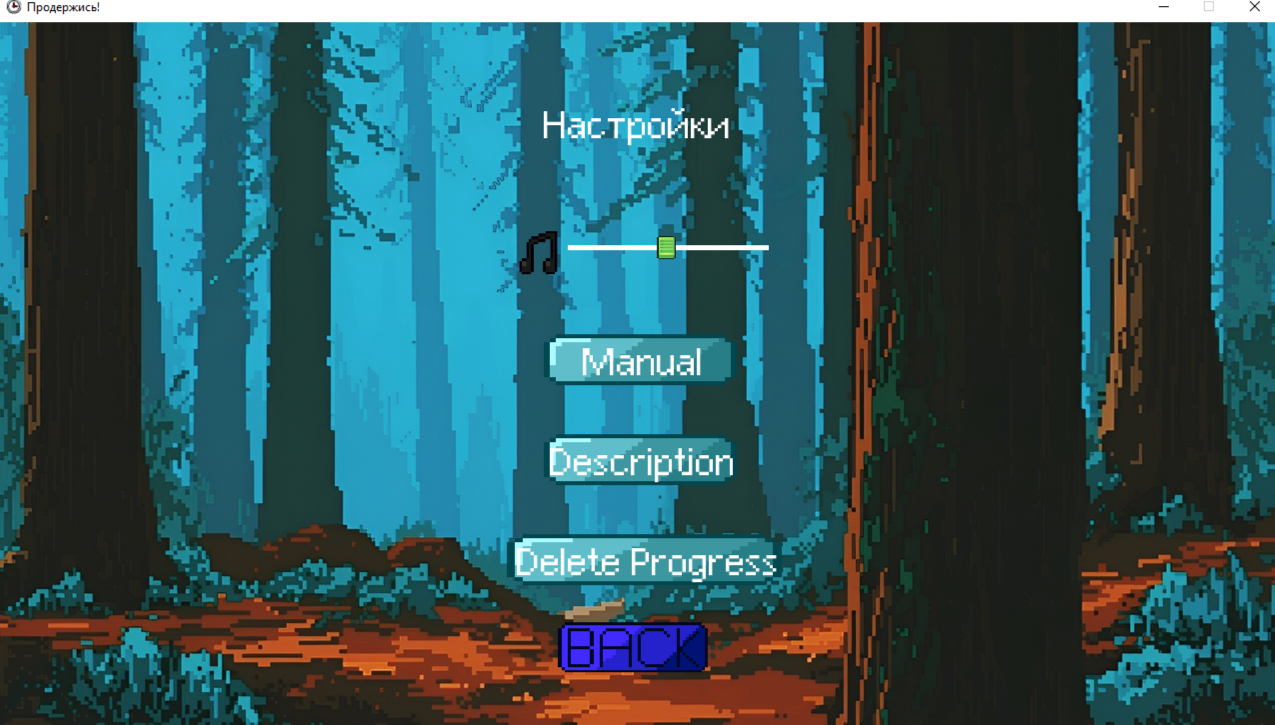 Продержись!
Настройки
Manual
Description
Delete Progress
BACK